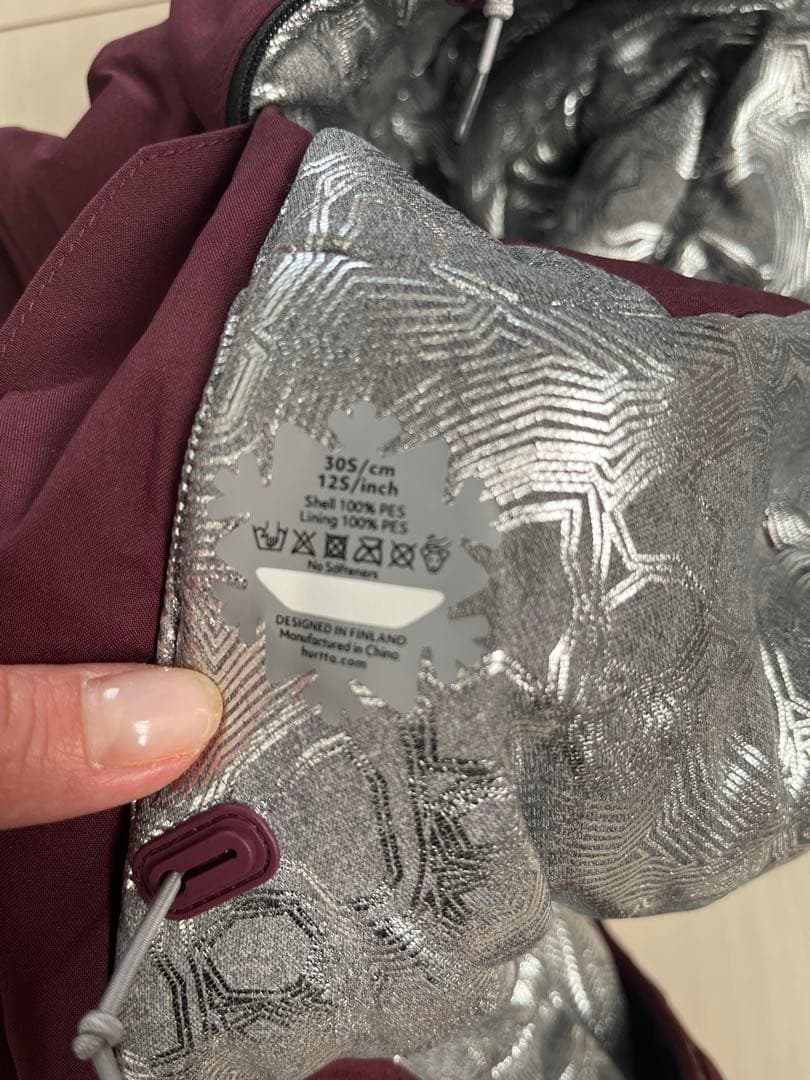 30S/cm
12S/inch
Shell 100% PES
Lining 100% PES
No Softeners
DESIGNED IN FINLAND
Manufactured in China
hurtta.com